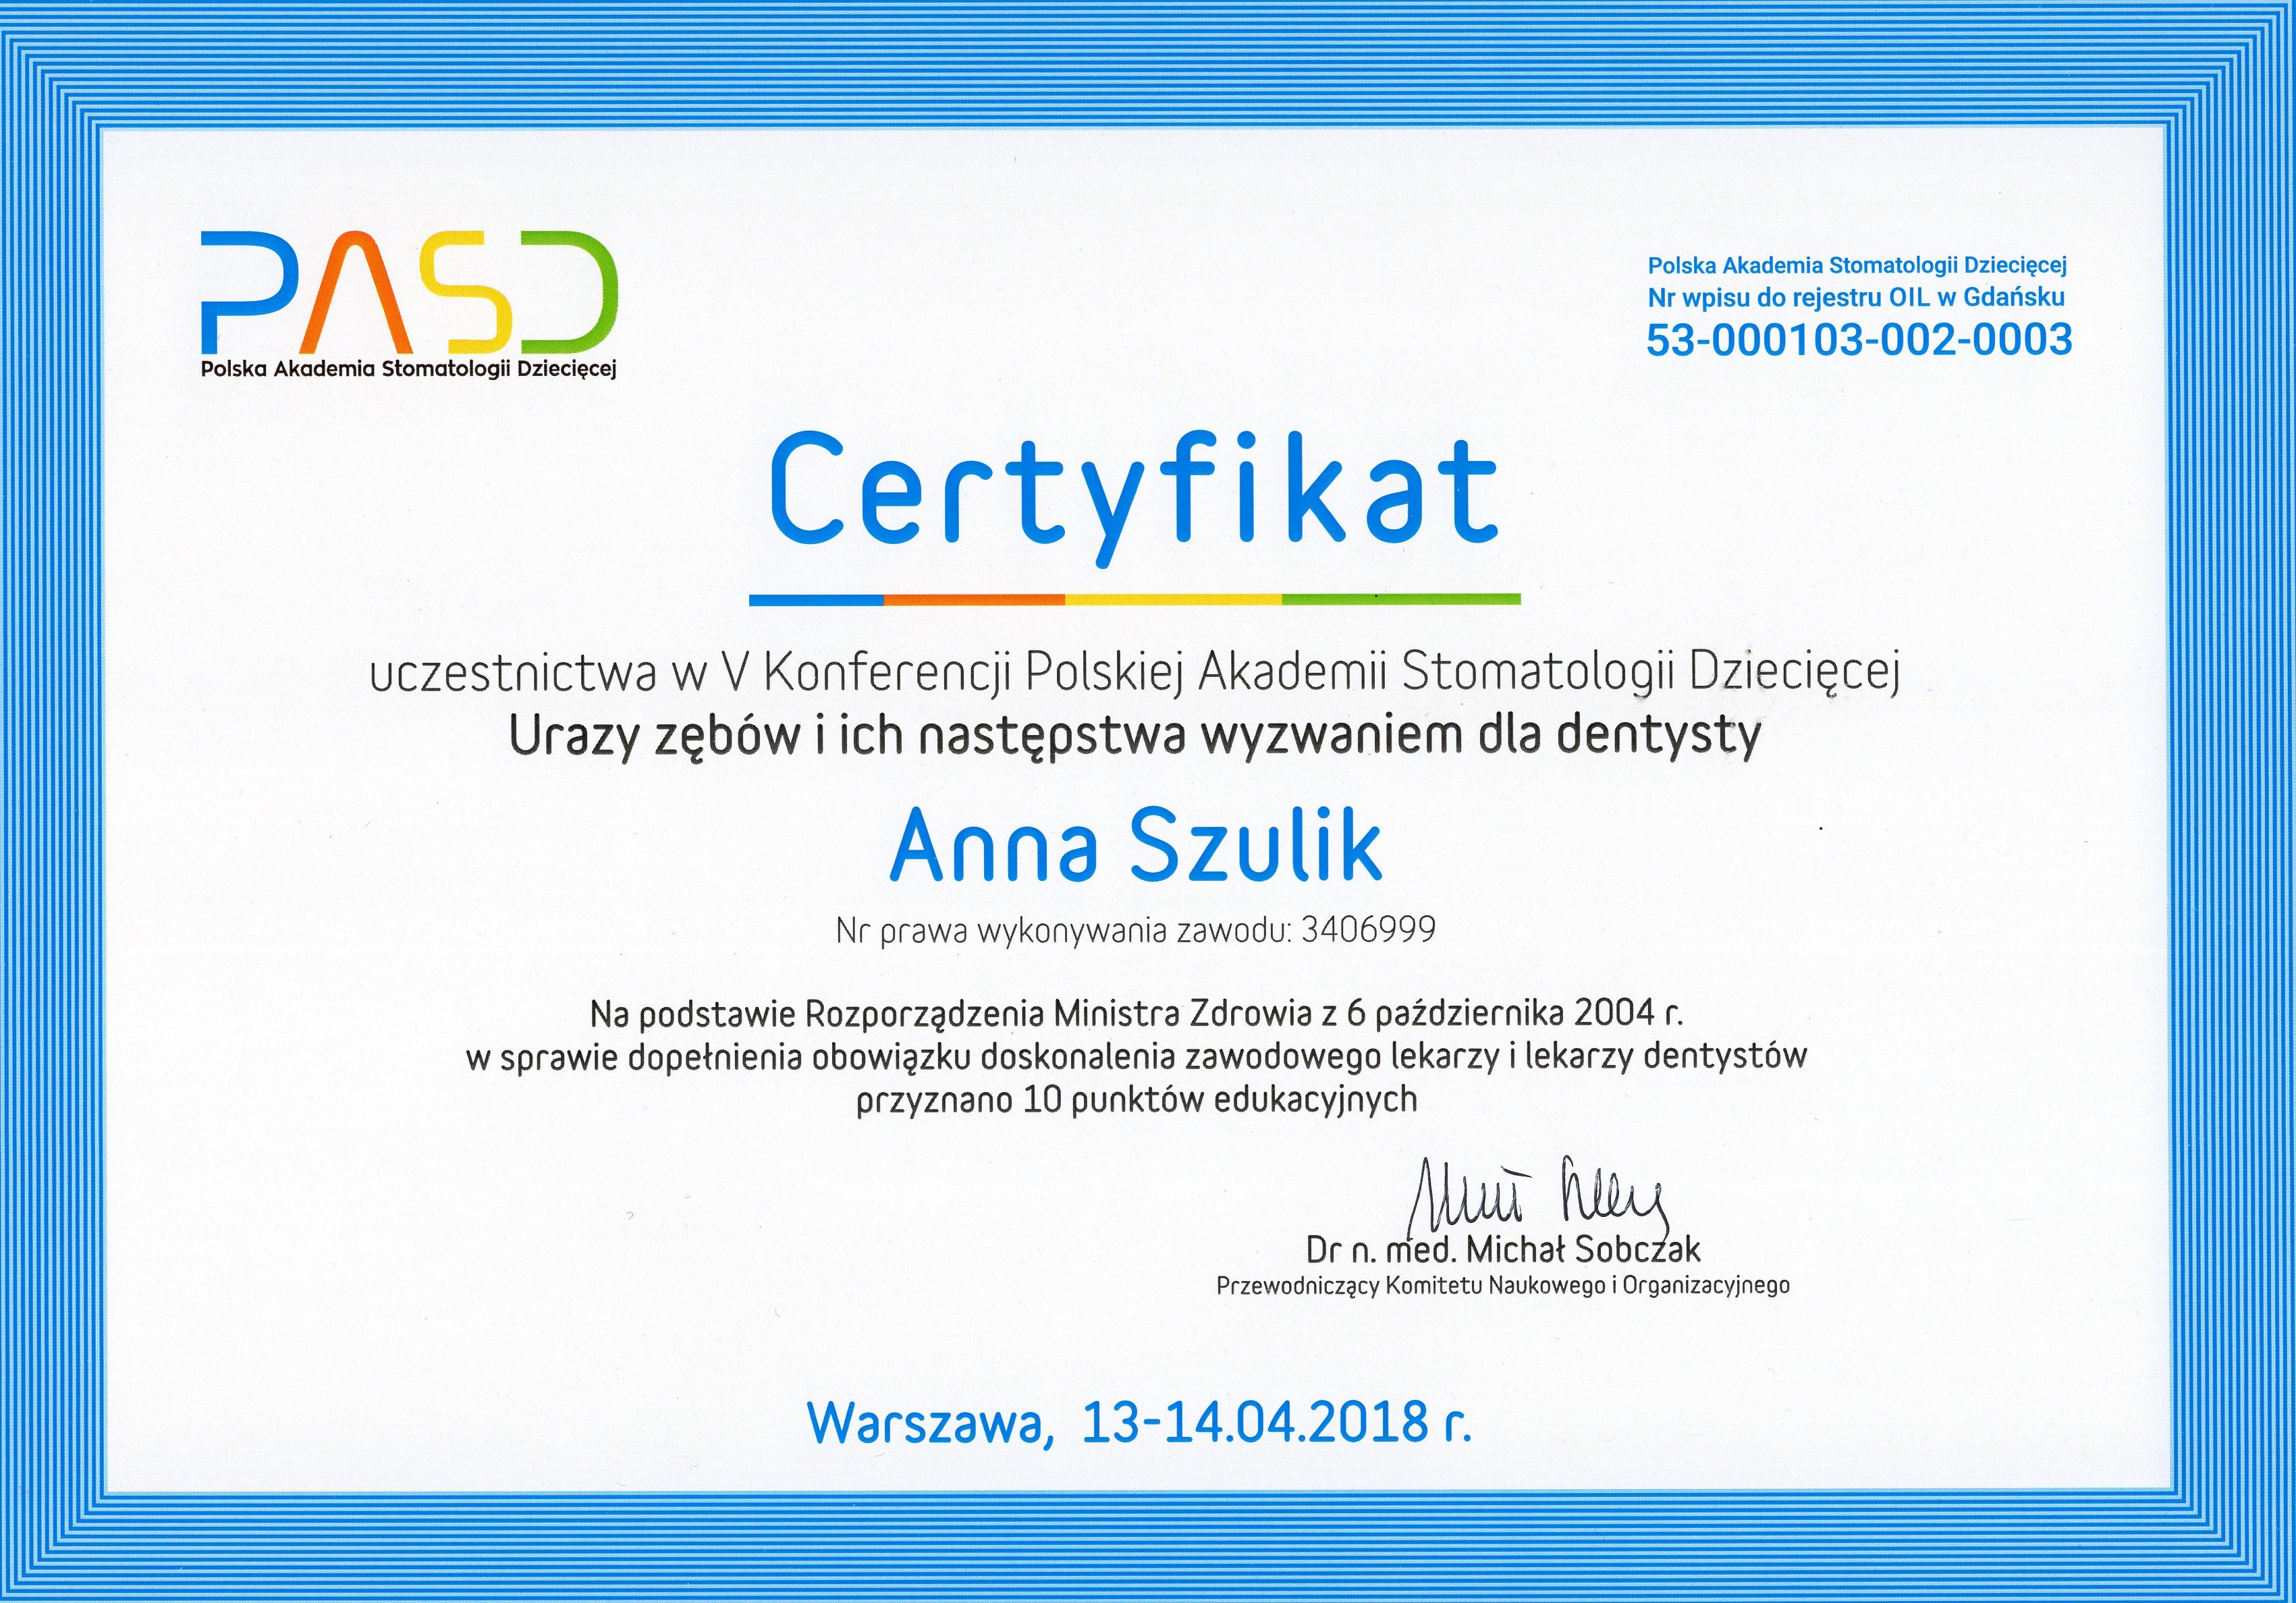 PASD
Polska Akademia Stomatologii Dziecięcej
Polska Akademia Stomatologii Dziecięcej
Nr wpisu do rejestru OIL w Gdańsku
53-000103-002-0003
Certyfikat
uczestnictwa w V Konferencji Polskiej Akademii Stomatologii Dziecięcej
Urazy zębów i ich następstwa wyzwaniem dla dentysty
Anna Szulik
Nr prawa wykonywania zawodu: 3406999
Na podstawie Rozporządzenia Ministra Zdrowia z 6 października 2004 r.
w sprawie dopełnienia obowiązku doskonalenia zawodowego lekarzy i lekarzy dentystów
przyznano 10 punktów edukacyjnych
Dr n. med. Michał Sobczak
Przewodniczący Komitetu Naukowego i Organizacyjnego
Warszawa, 13-14.04.2018 r.